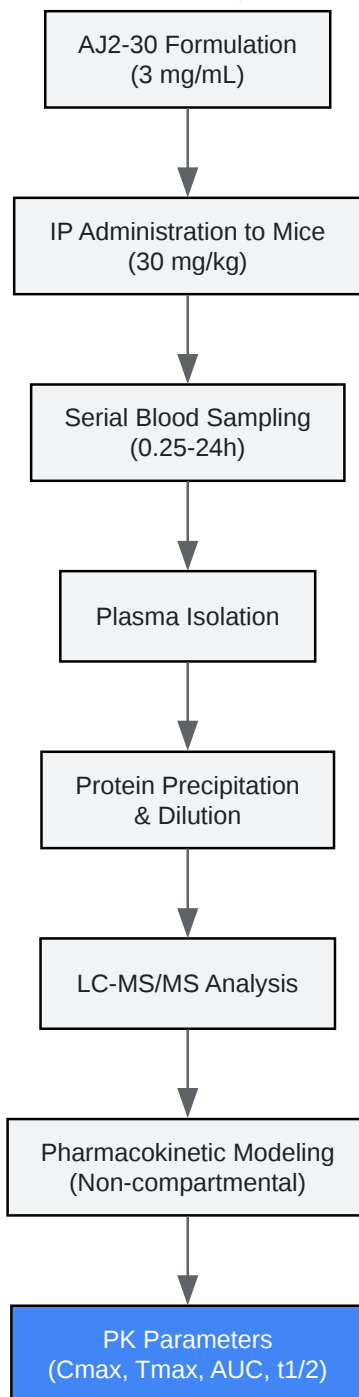 AJ2-30 Formulation
(3 mg/mL)
IP Administration to Mice
(30 mg/kg)
Serial Blood Sampling
(0.25-24h)
Plasma Isolation
Protein Precipitation
& Dilution
LC-MS/MS Analysis
Pharmacokinetic Modeling
(Non-compartmental)
PK Parameters
(Cmax, Tmax, AUC, t1/2)